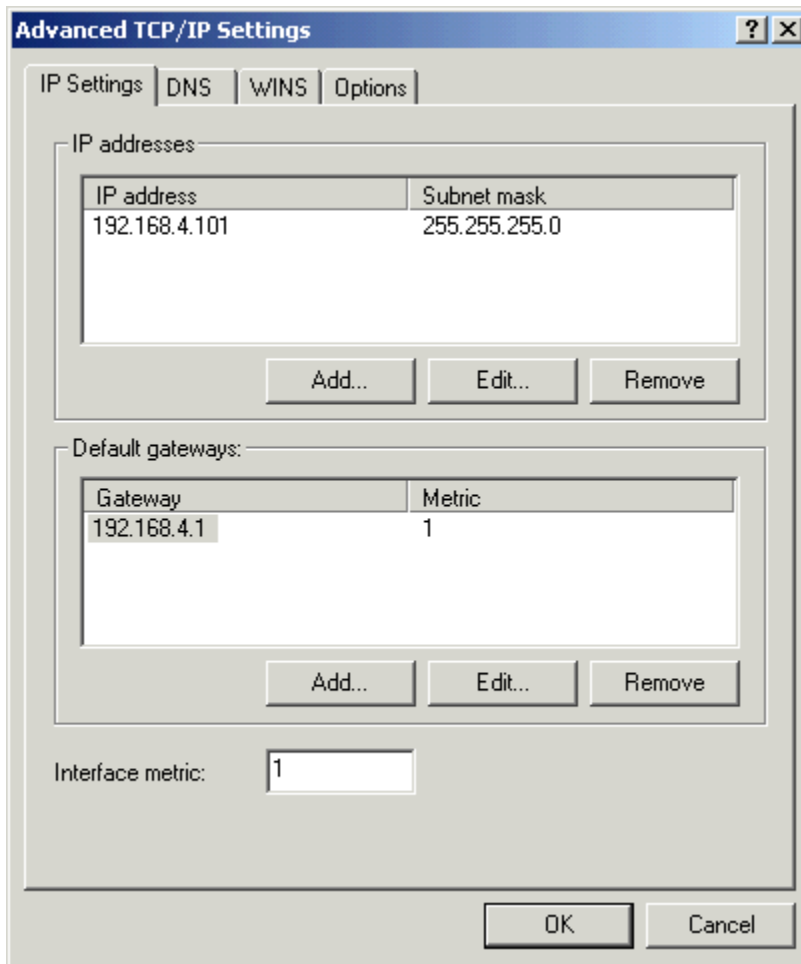 Advanced TCP/IP Settings
IP Settings DNS WINS Options
IP addresses
IP address Subnet mask
192.168.4.101 255.255.255.0
Add... Edit... Remove
Default gateways:
Gateway Metric
192.168.4.1 1
Add... Edit... Remove
Interface metric: 1
OK Cancel